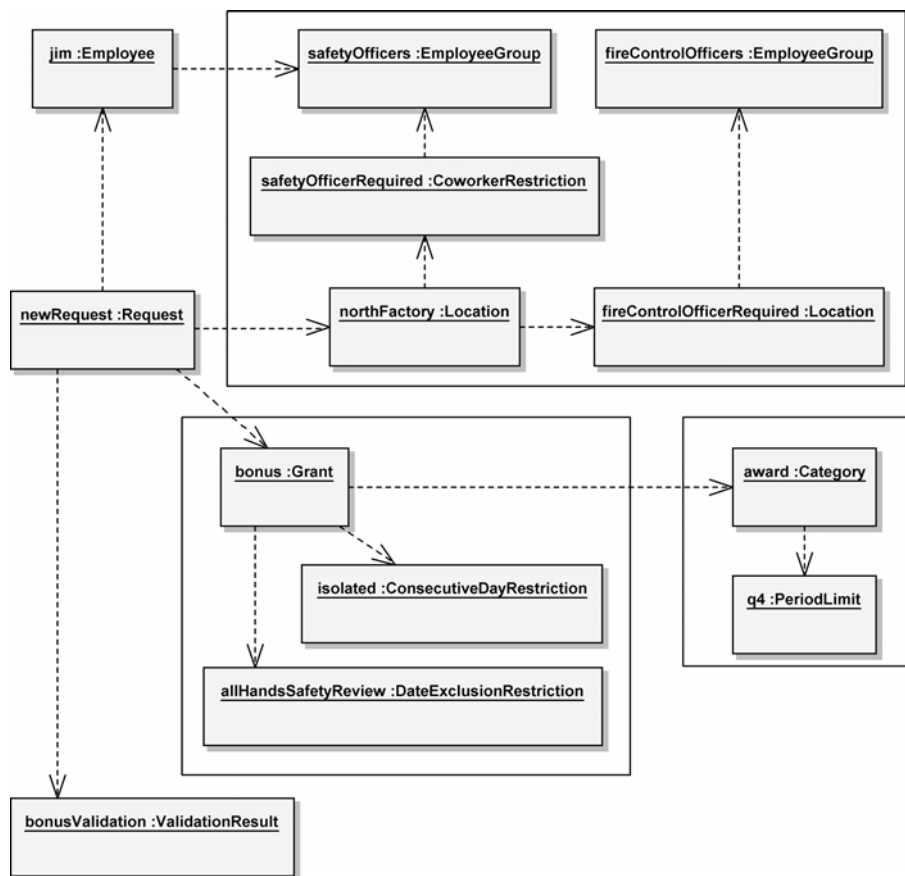 jim :Employee
safetyOfficers :EmployeeGroup
fireControlOfficers :EmployeeGroup
safetyOfficerRequired :CoworkerRestriction
newRequest :Request
northFactory :Location
fireControlOfficerRequired :Location
bonus :Grant
award :Category
isolated :ConsecutiveDayRestriction
q4 :PeriodLimit
allHandsSafetyReview :DateExclusionRestriction
bonusValidation :ValidationResult